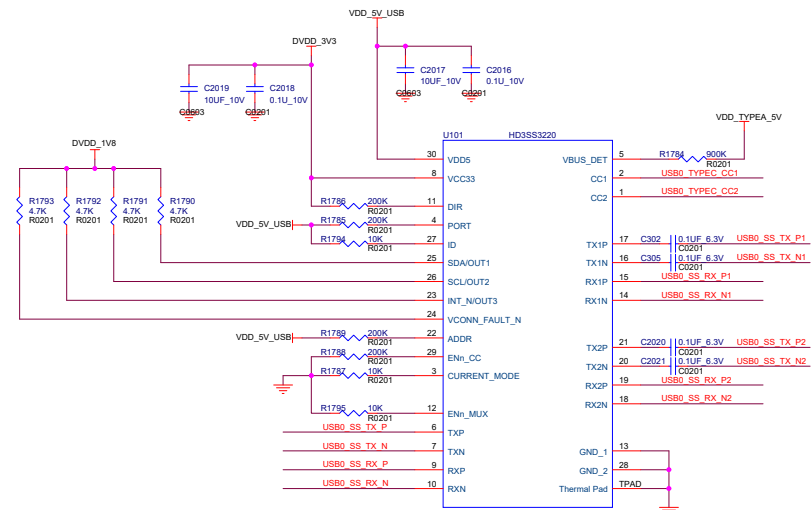 VDD_5V_USB
DVDD_3V3
C2019
10UF_10V
C0603
C2018
0.1U_10V
C0201
C2017
10UF_10V
C0603
C2016
0.1U_10V
C0201
DVDD_1V8
VDD_TYPEA_5V
U101 HD3SS3220
R1793
4.7K
R0201
R1792
4.7K
R0201
R1791
4.7K
R0201
R1790
4.7K
R0201
30 VDD5
8 VCC33
R1786 200K R0201 11 DIR
VDD_5V_USB R1785 200K R0201 4 PORT
R1794 10K R0201 27 ID
25 SDA/OUT1
26 SCL/OUT2
23 INT_N/OUT3
24 VCONN_FAULT_N
VDD_5V_USB R1789 200K R0201 22 ADDR
R1788 200K R0201 29 ENn_CC
R1787 10K R0201 3 CURRENT_MODE
R1795 10K R0201 12 ENn_MUX
USB0_SS_TX_P 6 TXP
USB0_SS_TX_N 7 TXN
USB0_SS_RX_P 9 RXP
USB0_SS_RX_N 10 RXN
VBUS_DET 5 R1784 900K R0201
CC1 2 USB0_TYPEC_CC1
CC2 1 USB0_TYPEC_CC2
TX1P 17 C302 0.1UF_6.3V C0201 USB0_SS_TX_P1
TX1N 16 C305 0.1UF_6.3V C0201 USB0_SS_TX_N1
RX1P 15 USB0_SS_RX_P1
RX1N 14 USB0_SS_RX_N1
TX2P 21 C2020 0.1UF_6.3V C0201 USB0_SS_TX_P2
TX2N 20 C2021 0.1UF_6.3V C0201 USB0_SS_TX_N2
RX2P 19 USB0_SS_RX_P2
RX2N 18 USB0_SS_RX_N2
GND_1 13
GND_2 28
Thermal Pad TPAD